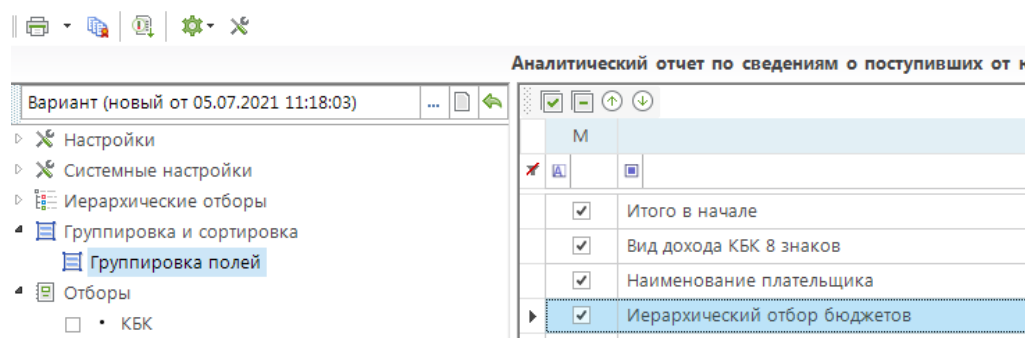 Аналитический отчет по сведениям о поступивших от
Вариант (новый от 05.07.2021 11:18:03)
...
Настройки
Системные настройки
Иерархические отборы
Группировка и сортировка
Группировка полей
Отборы
• КБК
М
A
Итого в начале
Вид дохода КБК 8 знаков
Наименование плательщика
Иерархический отбор бюджетов